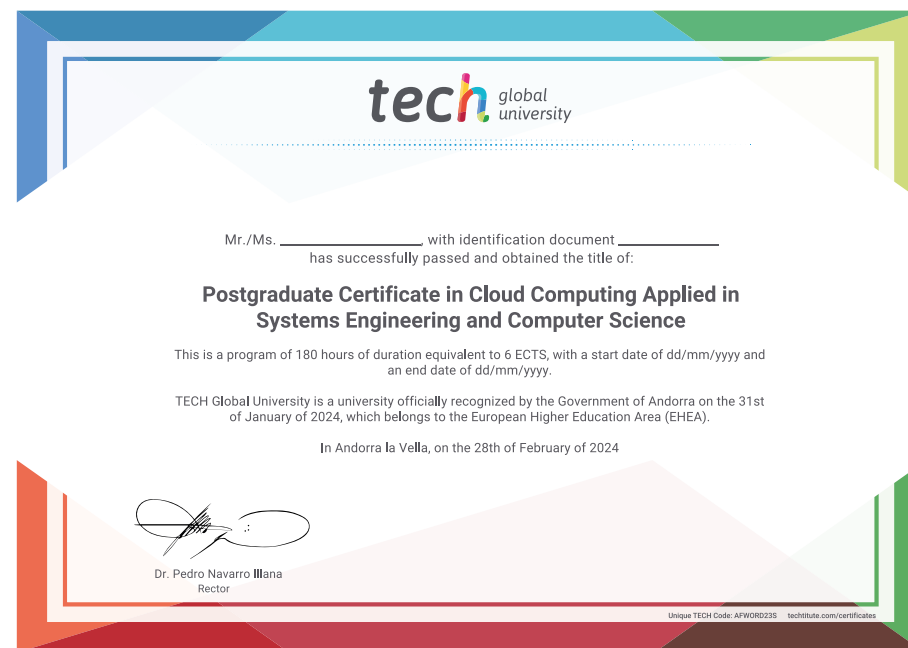 tech global
university
Mr./Ms. ____________________, with identification document ______________
has successfully passed and obtained the title of:
Postgraduate Certificate in Cloud Computing Applied in
Systems Engineering and Computer Science
This is a program of 180 hours of duration equivalent to 6 ECTS, with a start date of dd/mm/yyyy and
an end date of dd/mm/yyyy.
TECH Global University is a university officially recognized by the Government of Andorra on the 31st
of January of 2024, which belongs to the European Higher Education Area (EHEA).
In Andorra la Vella, on the 28th of February of 2024
Dr. Pedro Navarro Illana
Rector
Unique TECH Code: AFWORD23S techtitute.com/certificates